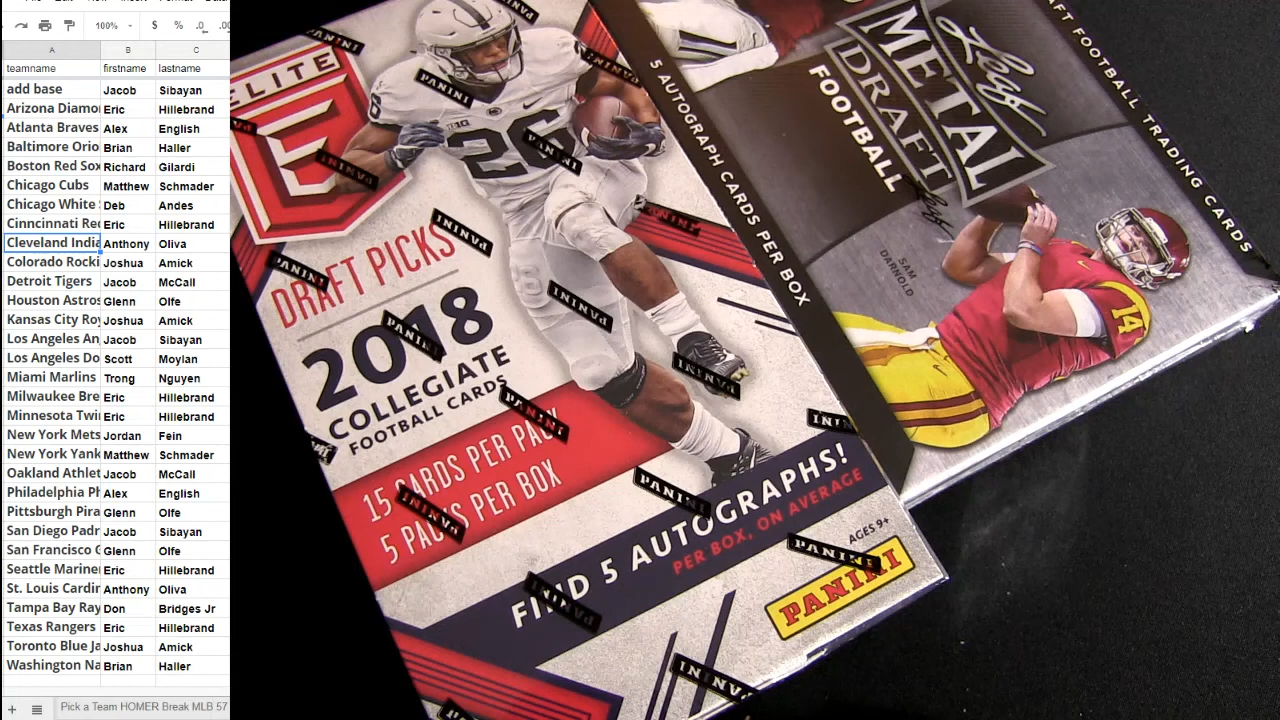 100% $ % .0 .00
A B C
teamname firstname lastname
add base Jacob Sibayan
Arizona Diamo Eric Hillebrand
Atlanta Braves Alex English
Baltimore Orio Brian Haller
Boston Red Sox Richard Gilardi
Chicago Cubs Matthew Schmader
Chicago White Deb Andes
Cinncinnati Red Eric Hillebrand
Cleveland India Anthony Oliva
Colorado Rocki Joshua Amick
Detroit Tigers Jacob McCall
Houston Astros Glenn Olfe
Kansas City Roy Joshua Amick
Los Angeles An Jacob Sibayan
Los Angeles Do Scott Moylan
Miami Marlins Trong Nguyen
Milwaukee Bre Eric Hillebrand
Minnesota Twi Eric Hillebrand
New York Mets Jordan Fein
New York Yank Matthew Schmader
Oakland Athlet Jacob McCall
Philadelphia Ph Alex English
Pittsburgh Pira Glenn Olfe
San Diego Padr Jacob Sibayan
San Francisco G Glenn Olfe
Seattle Marine Eric Hillebrand
St. Louis Cardin Anthony Oliva
Tampa Bay Ray Don Bridges Jr
Texas Rangers Eric Hillebrand
Toronto Blue Ja Joshua Amick
Washington Na Brian Haller
Pick a Team HOMER Break MLB 57
ELITE
E
26
DRAFT PICKS
2018
COLLEGIATE
FOOTBALL CARDS
15 CARDS PER PACK
5 PACKS PER BOX
FIND 5 AUTOGRAPHS!
PER BOX, ON AVERAGE
AGES 9+
PANINI
5 AUTOGRAPH CARDS PER BOX
Leaf
METAL
DRAFT
FOOTBALL
Leaf
SAM
DARNOLD
14
AFT FOOTBALL TRADING CARDS